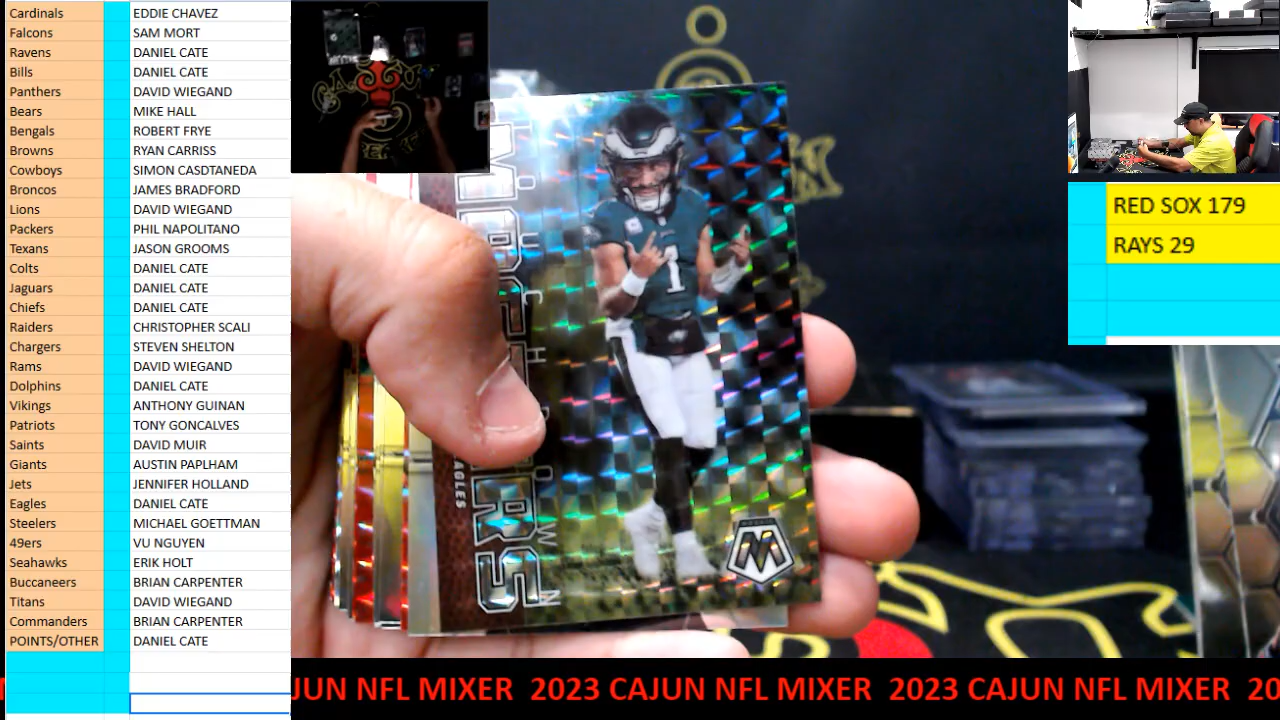 Cardinals EDDIE CHAVEZ
Falcons SAM MORT
Ravens DANIEL CATE
Bills DANIEL CATE
Panthers DAVID WIEGAND
Bears MIKE HALL
Bengals ROBERT FRYE
Browns RYAN CARRISS
Cowboys SIMON CASDTANEDA
Broncos JAMES BRADFORD
Lions DAVID WIEGAND
Packers PHIL NAPOLITANO
Texans JASON GROOMS
Colts DANIEL CATE
Jaguars DANIEL CATE
Chiefs DANIEL CATE
Raiders CHRISTOPHER SCALI
Chargers STEVEN SHELTON
Rams DAVID WIEGAND
Dolphins DANIEL CATE
Vikings ANTHONY GUINAN
Patriots TONY GONCALVES
Saints DAVID MUIR
Giants AUSTIN PAPLHAM
Jets JENNIFER HOLLAND
Eagles DANIEL CATE
Steelers MICHAEL GOETTMAN
49ers VU NGUYEN
Seahawks ERIK HOLT
Buccaneers BRIAN CARPENTER
Titans DAVID WIEGAND
Commanders BRIAN CARPENTER
POINTS/OTHER DANIEL CATE
RED SOX 179
RAYS 29
1
M
JUN NFL MIXER 2023 CAJUN NFL MIXER 2023 CAJUN NFL MIXER 20